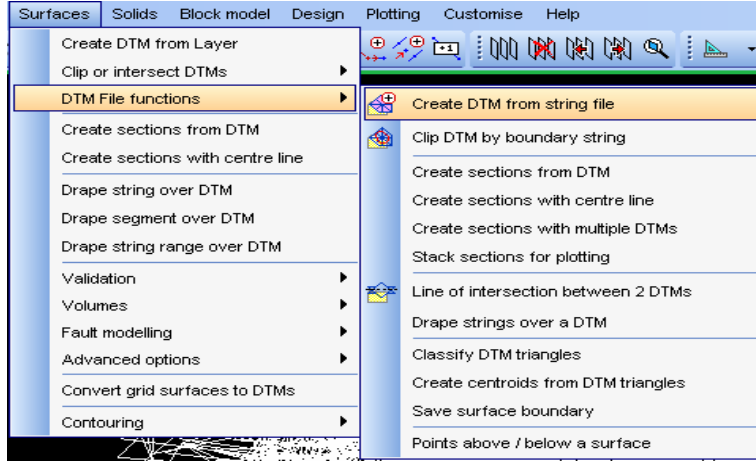 Surfaces Solids Block model Design Plotting Customise Help
Create DTM from Layer
Clip or intersect DTMs
DTM File functions
Create sections from DTM
Create sections with centre line
Drape string over DTM
Drape segment over DTM
Drape string range over DTM
Validation
Volumes
Fault modelling
Advanced options
Convert grid surfaces to DTMs
Contouring
Create DTM from string file
Clip DTM by boundary string
Create sections from DTM
Create sections with centre line
Create sections with multiple DTMs
Stack sections for plotting
Line of intersection between 2 DTMs
Drape strings over a DTM
Classify DTM triangles
Create centroids from DTM triangles
Save surface boundary
Points above / below a surface